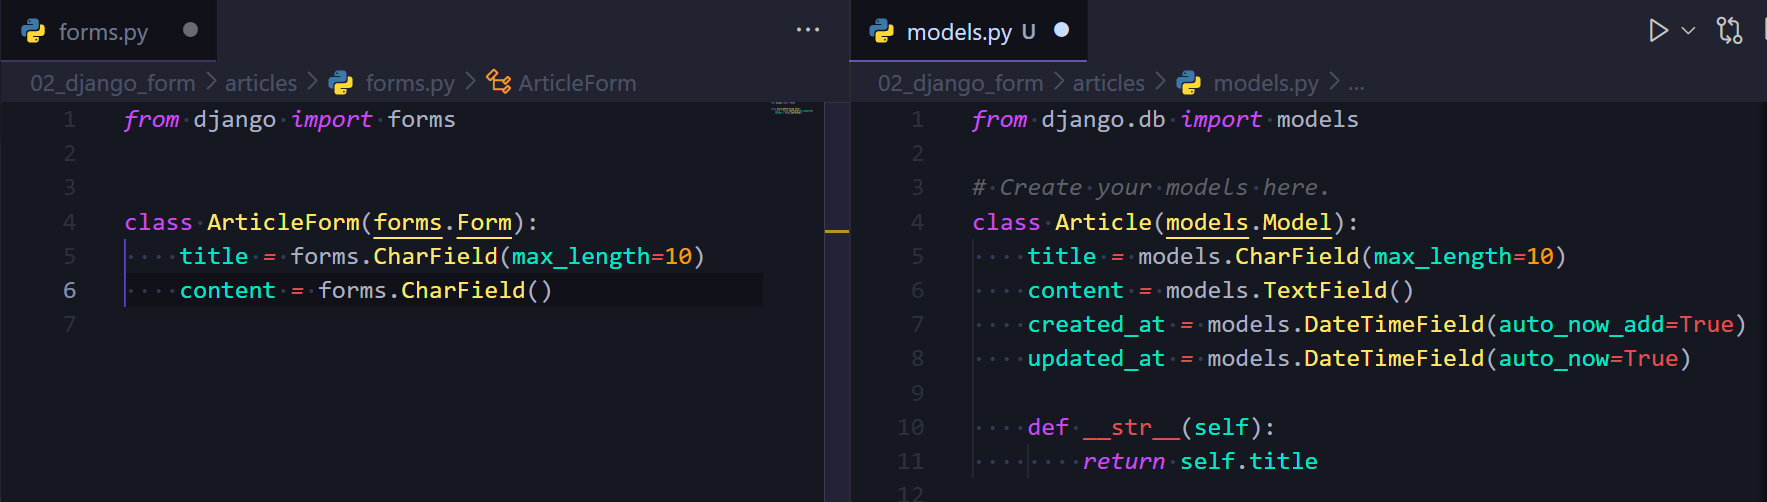 forms.py
02_django_form > articles > forms.py > ArticleForm
1 from django import forms
2
3
4 class ArticleForm(forms.Form):
5     title = forms.CharField(max_length=10)
6     content = forms.CharField()
7
models.py U
02_django_form > articles > models.py > ...
1 from django.db import models
2
3 # Create your models here.
4 class Article(models.Model):
5     title = models.CharField(max_length=10)
6     content = models.TextField()
7     created_at = models.DateTimeField(auto_now_add=True)
8     updated_at = models.DateTimeField(auto_now=True)
9
10     def __str__(self):
11         return self.title
12